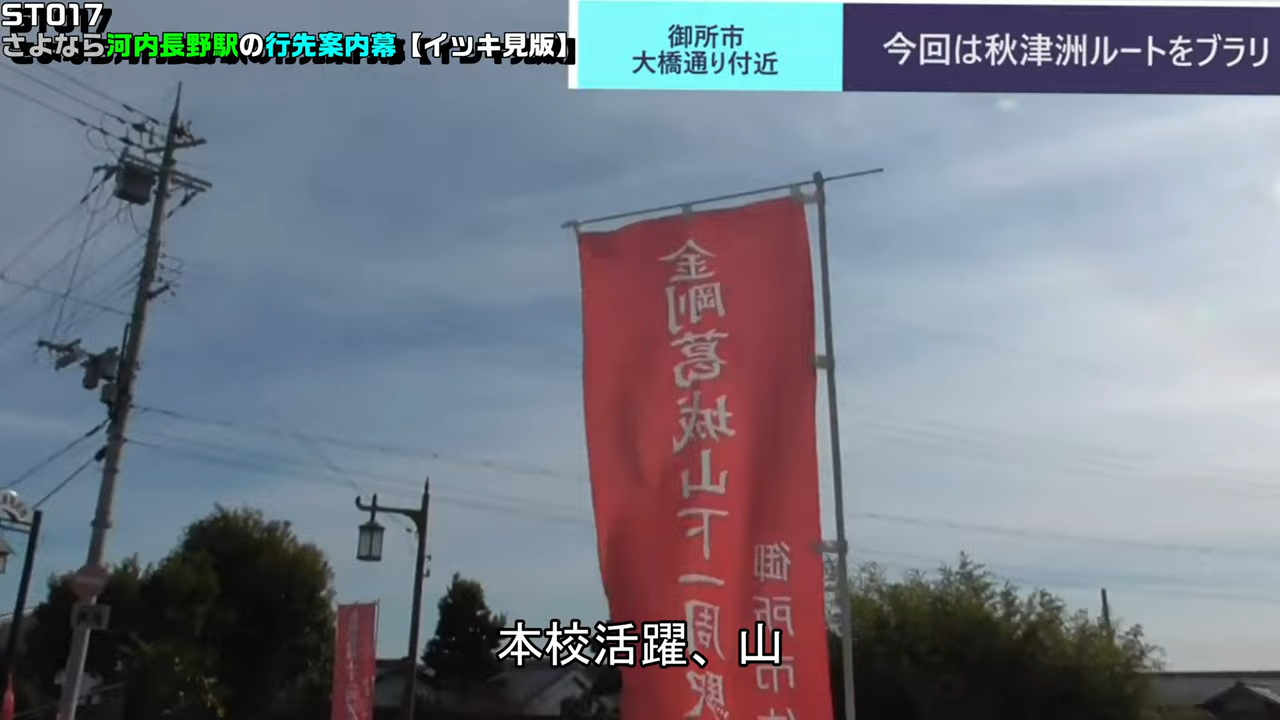 ST017
さよなら河内長野駅の行先案内幕【イツキ見版】
御所市
大橋通り付近
今回は秋津洲ルートをブラリ
金剛葛城山下一周駅
御所市体
本校活躍、山